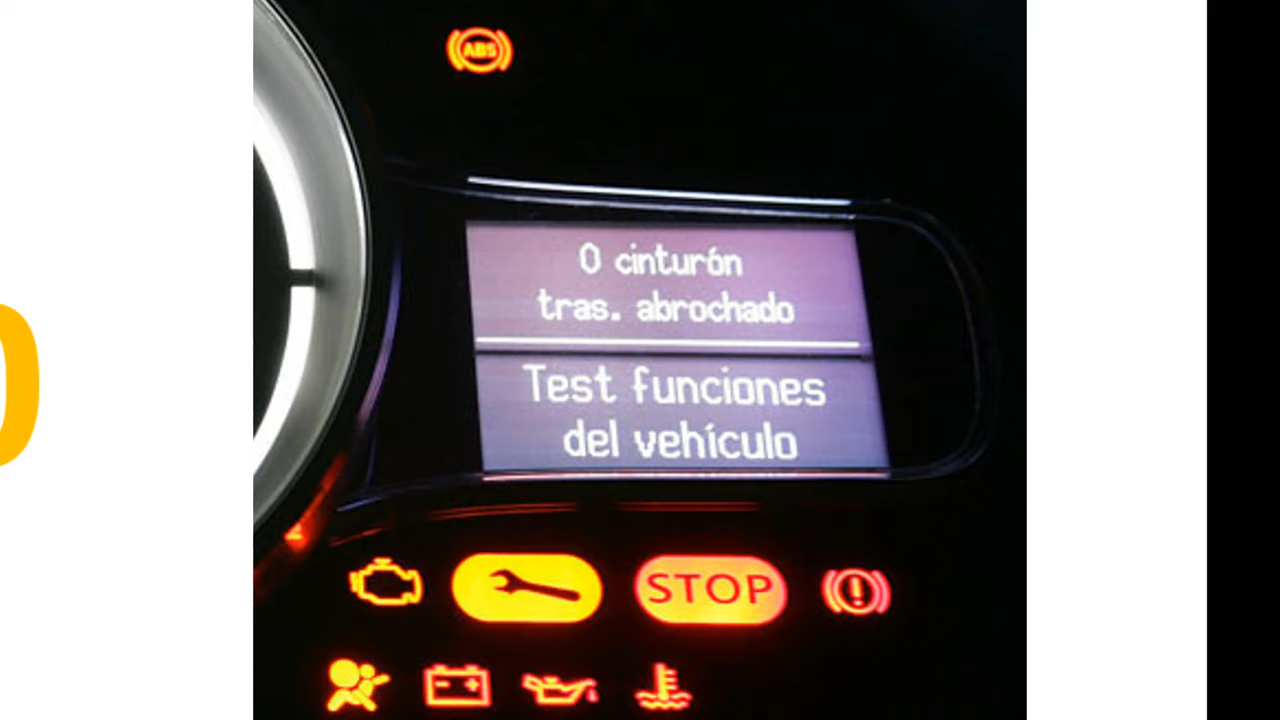 ABS
0 cinturón
tras. abrochado
Test funciones
del vehículo
STOP